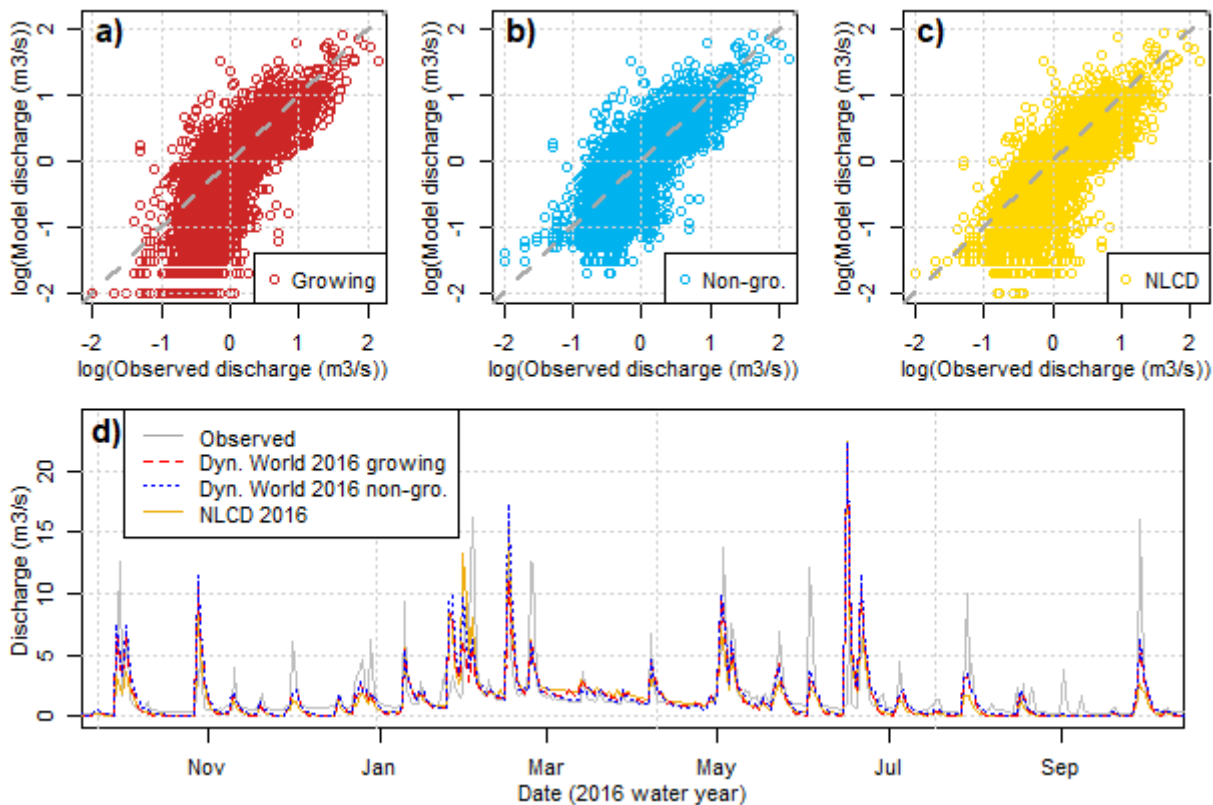 a)
2
1
0
-1
-2
log(Model discharge (m3/s))
Growing
-2 -1 0 1 2
log(Observed discharge (m3/s))
b)
2
1
0
-1
-2
log(Model discharge (m3/s))
Non-gro.
-2 -1 0 1 2
log(Observed discharge (m3/s))
c)
2
1
0
-1
-2
log(Model discharge (m3/s))
NLCD
-2 -1 0 1 2
log(Observed discharge (m3/s))
d)
Observed
Dyn. World 2016 growing
Dyn. World 2016 non-gro.
NLCD 2016
20
15
10
5
0
Discharge (m3/s)
Nov Jan Mar May Jul Sep
Date (2016 water year)